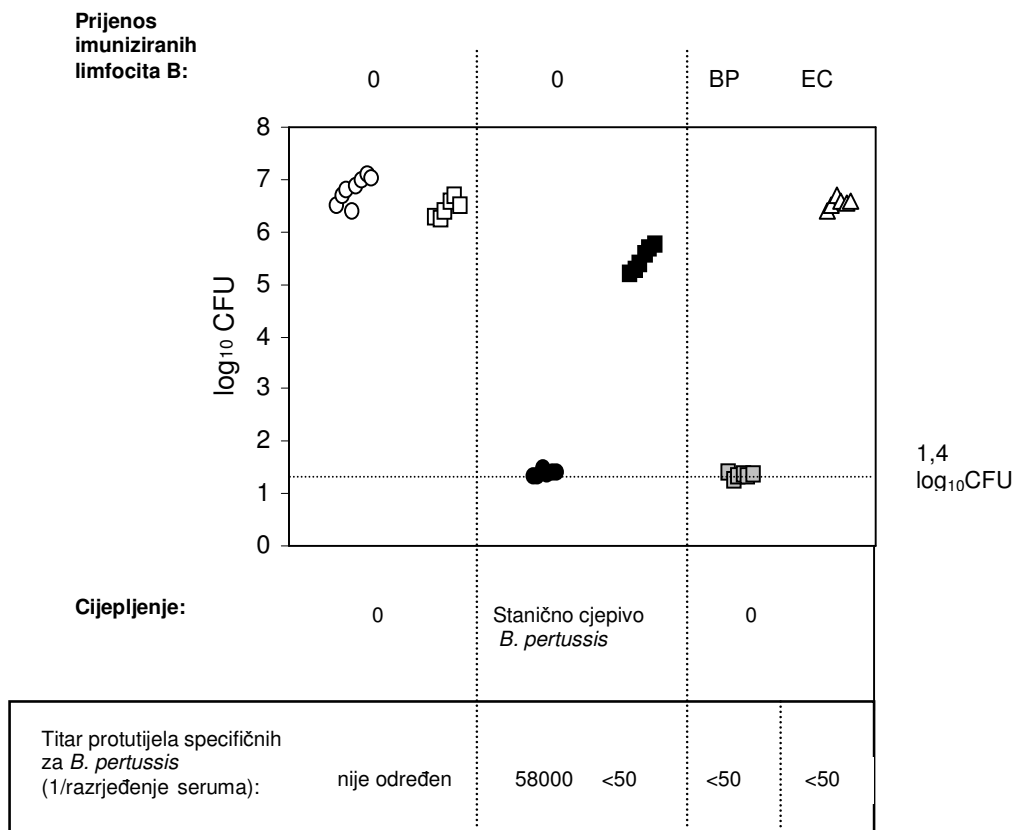 Prijenos
imuniziranih
limfocita B:
0 0 BP EC
8
7
6
5
4
3
2
1
0
log₁₀ CFU
1,4
log₁₀CFU
Cijepljenje:
0 Stanično cjepivo 0
B. pertussis
Titar protutijela specifičnih
za B. pertussis
(1/razrjeđenje seruma): nije određen 58000 <50 <50 <50